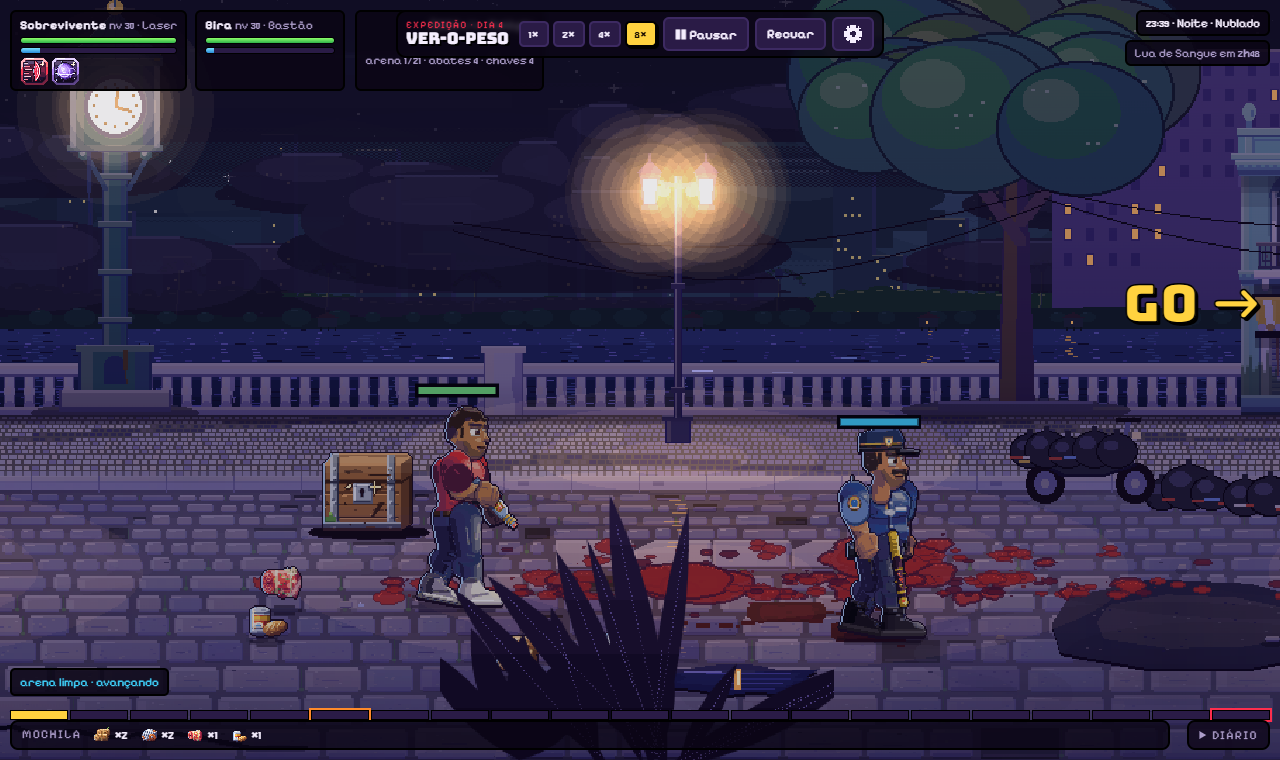 Sobrevivente nv 30 · Laser
Bira nv 30 · Bastão
arena 1/21 · abates 4 · chaves 4
EXPEDIÇÃO · DIA 4
VER-O-PESO
1×
2×
4×
8×
Pausar
Recuar
23:39 · Noite · Nublado
Lua de Sangue em 2h48
GO →
arena limpa · avançando
MOCHILA
×2
×2
×1
×1
▶ DIÁRIO